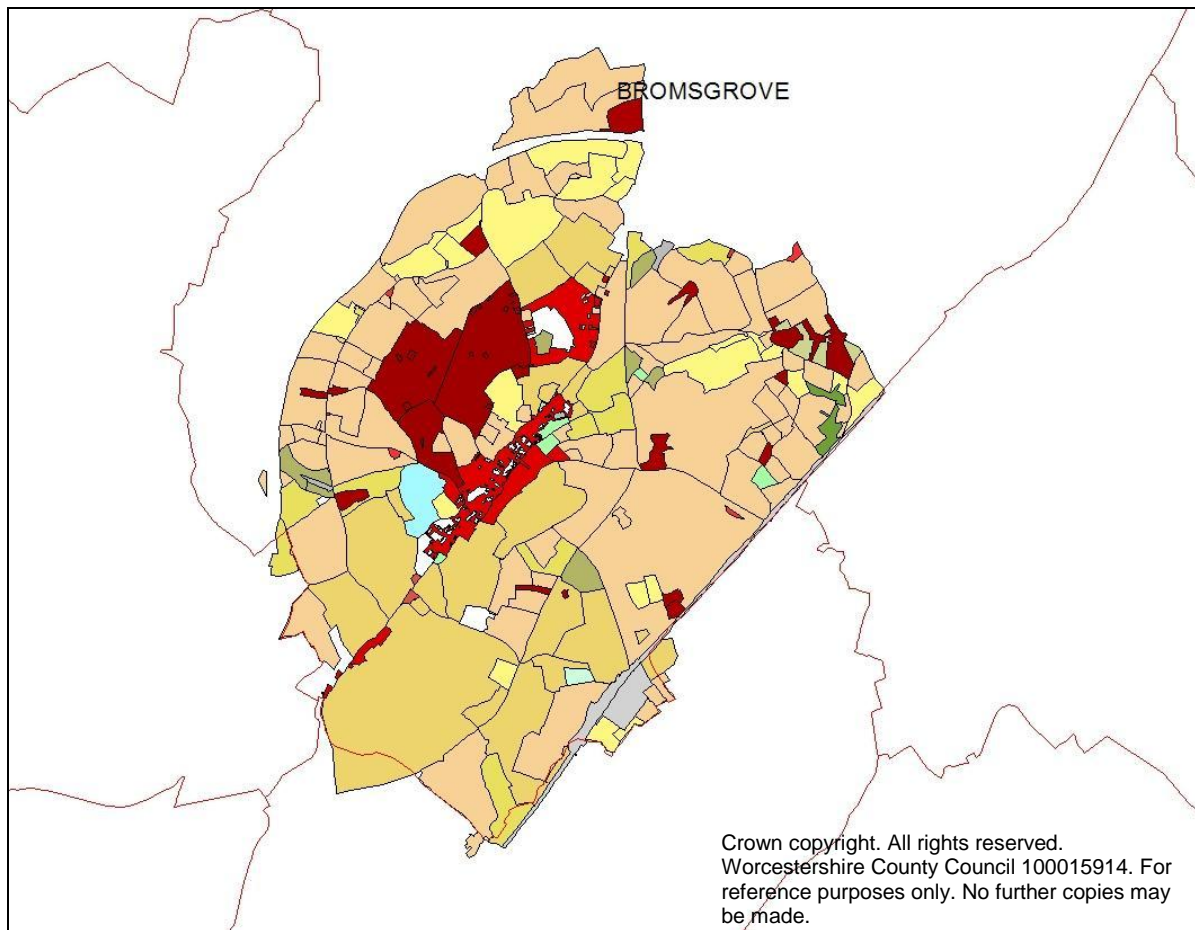 BROMSGROVE
Crown copyright. All rights reserved.
Worcestershire County Council 100015914. For
reference purposes only. No further copies may
be made.